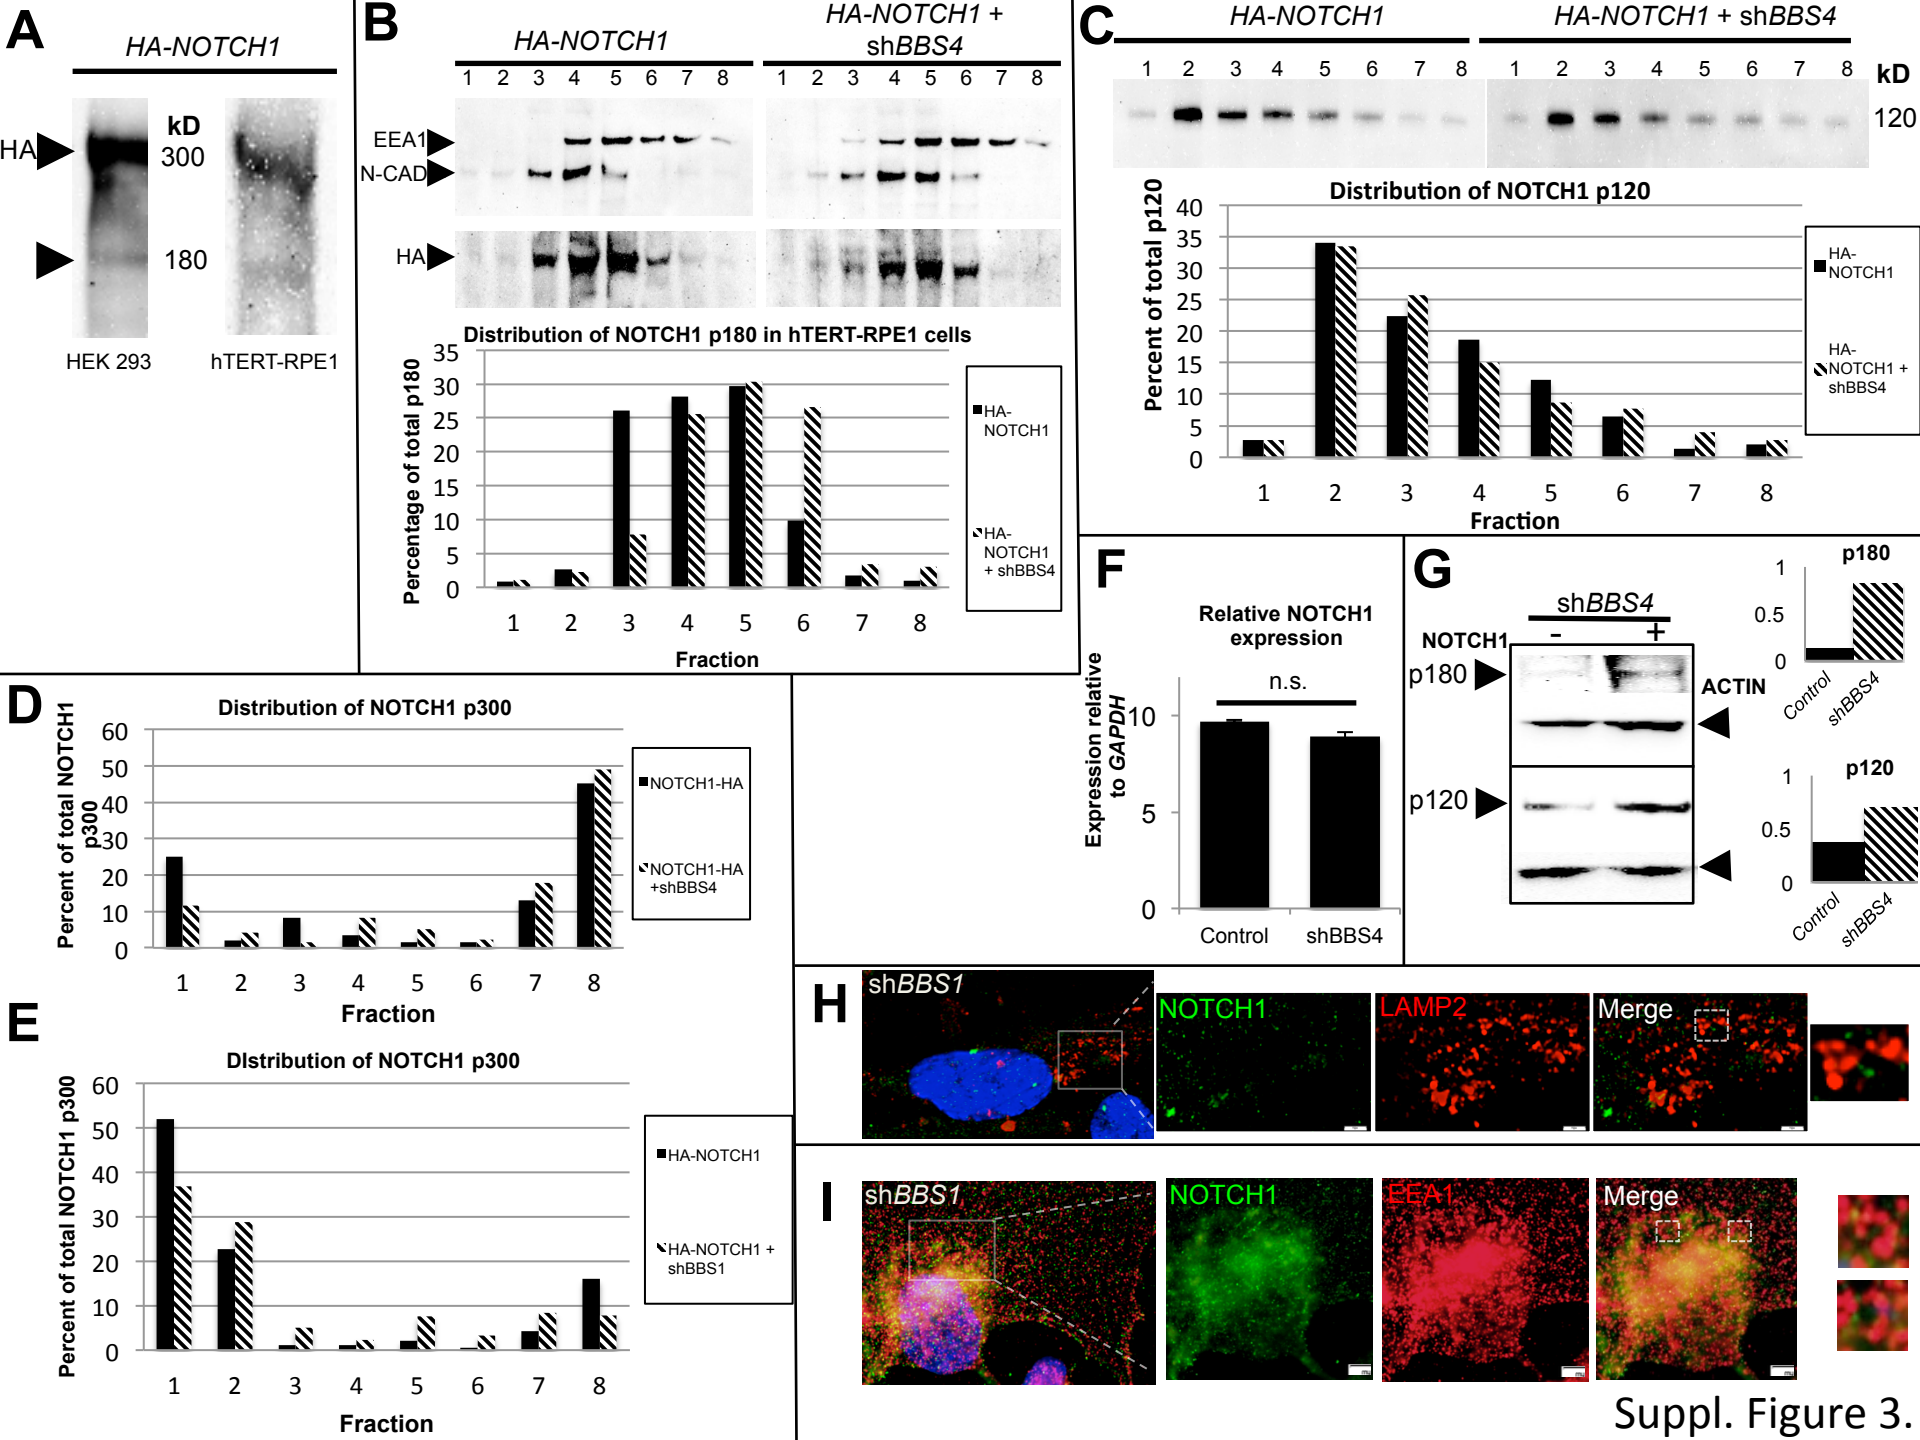 A
HA-NOTCH1
HA
kD
300
180
HEK 293
hTERT-RPE1
B
HA-NOTCH1
HA-NOTCH1 +
shBBS4
1 2 3 4 5 6 7 8
1 2 3 4 5 6 7 8
EEA1
N-CAD
HA
Distribution of NOTCH1 p180 in hTERT-RPE1 cells
Percentage of total p180
35
30
25
20
15
10
5
0
1 2 3 4 5 6 7 8
Fraction
HA-
NOTCH1
HA-
NOTCH1
+ shBBS4
C
HA-NOTCH1
HA-NOTCH1 + shBBS4
1 2 3 4 5 6 7 8
1 2 3 4 5 6 7 8
kD
120
Distribution of NOTCH1 p120
Percent of total p120
40
35
30
25
20
15
10
5
0
1 2 3 4 5 6 7 8
Fraction
HA-
NOTCH1
HA-
NOTCH1 +
shBBS4
D
Distribution of NOTCH1 p300
Percent of total NOTCH1
p300
60
50
40
30
20
10
0
1 2 3 4 5 6 7 8
Fraction
NOTCH1-HA
NOTCH1-HA
+shBBS4
E
DIstribution of NOTCH1 p300
Percent of total NOTCH1 p300
60
50
40
30
20
10
0
1 2 3 4 5 6 7 8
Fraction
HA-NOTCH1
HA-NOTCH1 +
shBBS1
F
Relative NOTCH1
expression
Expression relative
to GAPDH
n.s.
10
5
0
Control shBBS4
G
shBBS4
- +
NOTCH1
p180
ACTIN
p120
p180
1
0.5
0
Control
shBBS4
p120
1
0.5
0
Control
shBBS4
H
shBBS1
NOTCH1
LAMP2
Merge
I
shBBS1
NOTCH1
EEA1
Merge
Suppl. Figure 3.